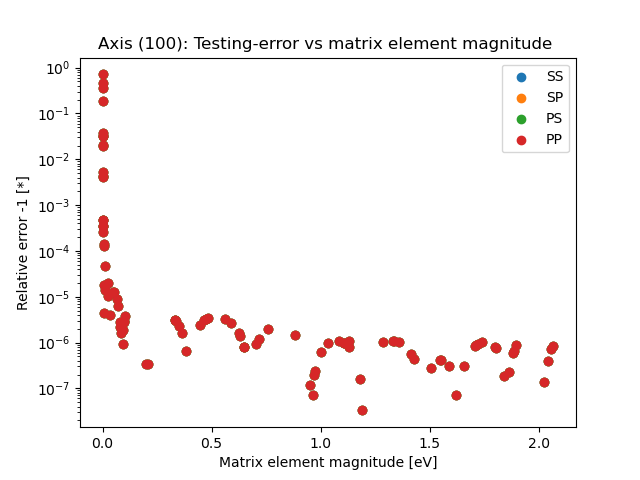 Axis (100): Testing-error vs matrix element magnitude
SS
SP
PS
PP
Relative error -1 [*]
10⁰
10⁻¹
10⁻²
10⁻³
10⁻⁴
10⁻⁵
10⁻⁶
10⁻⁷
0.0 0.5 1.0 1.5 2.0
Matrix element magnitude [eV]